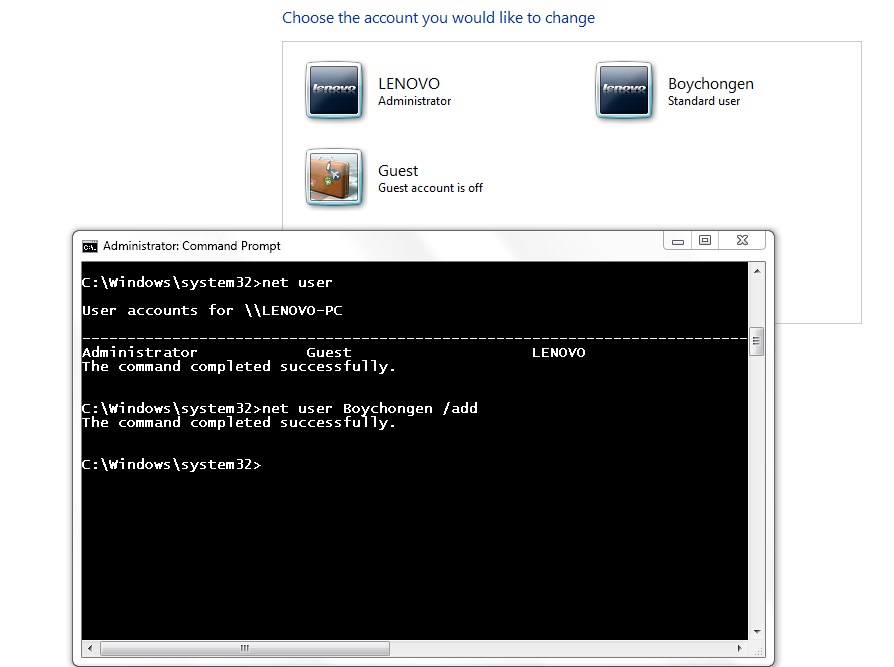 Choose the account you would like to change
lenovo
LENOVO
Administrator
lenovo
Boychongen
Standard user
Guest
Guest account is off
C:\. Administrator: Command Prompt
C:\Windows\system32>net user
User accounts for \\LENOVO-PC
-------------------------------------------------------------------------------
Administrator Guest LENOVO
The command completed successfully.
C:\Windows\system32>net user Boychongen /add
The command completed successfully.
C:\Windows\system32>